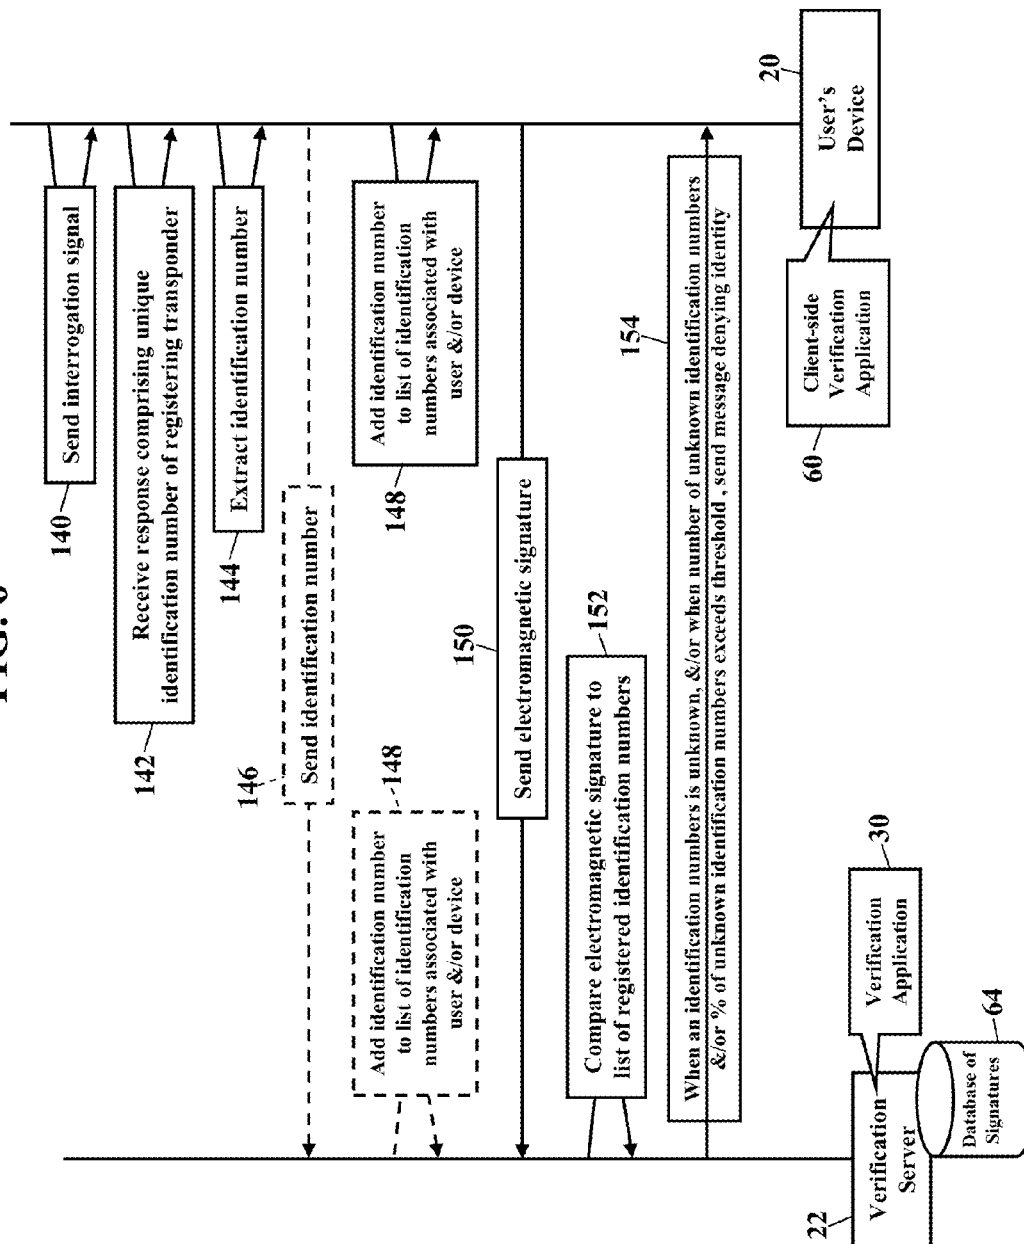 FIG. 6
Send interrogation signal
140
Receive response comprising unique
identification number of registering transponder
142
Extract identification number
144
Send identification number
146
Add identification number
to list of identification
numbers associated with
user &/or device
148
Add identification number
to list of identification
numbers associated with
user &/or device
148
Send electromagnetic signature
150
Compare electromagnetic signature to
list of registered identification numbers
152
When an identification numbers is unknown, &/or when number of unknown identification numbers
&/or % of unknown identification numbers exceeds threshold , send message denying identity
154
Verification
Server
22
Verification
Application
30
Database of
Signatures
64
Client-side
Verification
Application
60
User's
Device
20